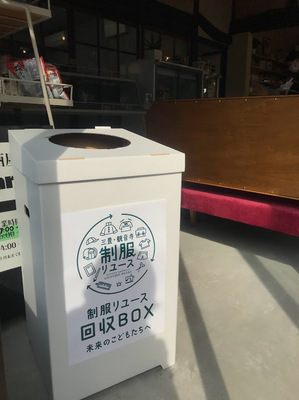 三豊・観音寺
制服
リユース
制服リユース
回収BOX
未来のこどもたちへ